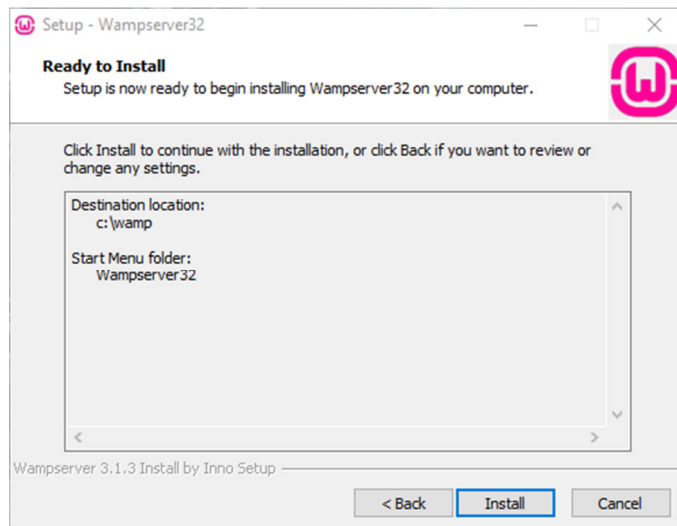 Setup - Wampserver32
Ready to Install
Setup is now ready to begin installing Wampserver32 on your computer.
Click Install to continue with the installation, or click Back if you want to review or
change any settings.
Destination location:
c:\wamp
Start Menu folder:
Wampserver32
Wampserver 3.1.3 Install by Inno Setup
< Back
Install
Cancel